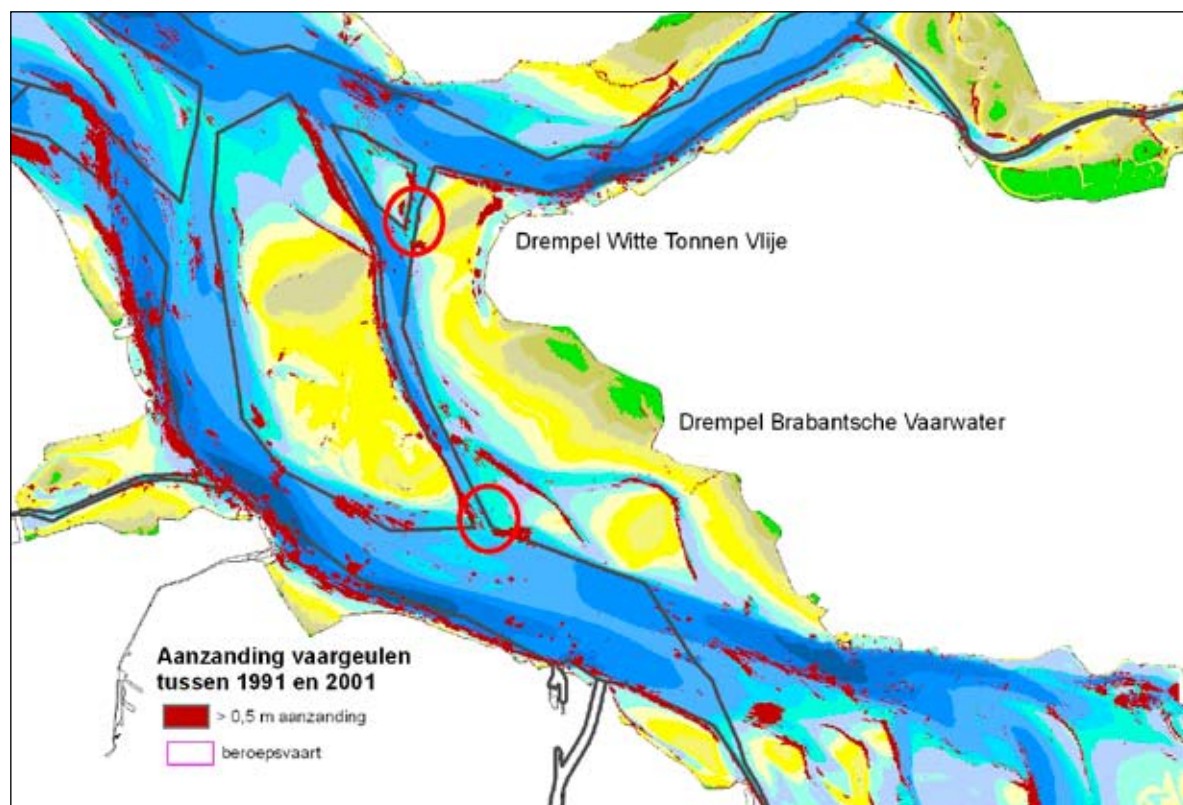 Drempel Witte Tonnen Vlije
Drempel Brabantsche Vaarwater
Aanzanding vaargeulen
tussen 1991 en 2001
> 0,5 m aanzanding
beroepsvaart